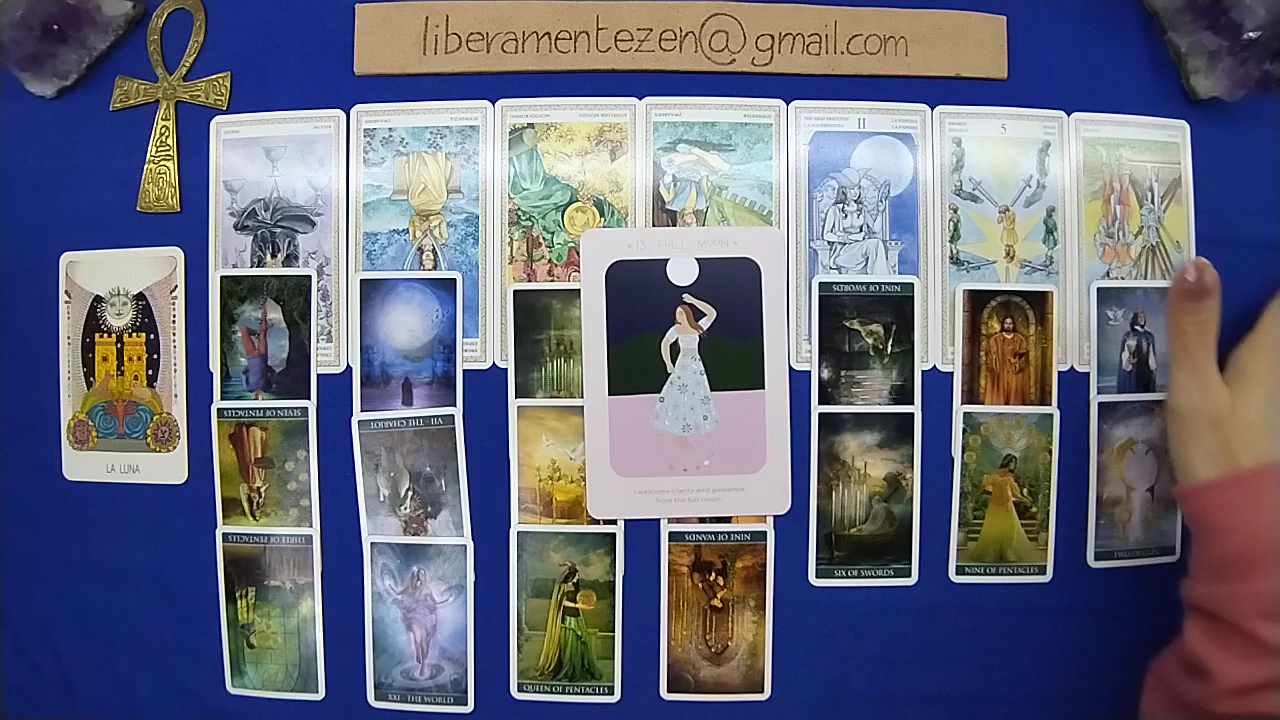 liberamentezen@gmail.com
II
LA PAPESSA
5
13. FULL MOON
NINE OF SWORDS
SEVEN OF PENTACLES
VII - THE CHARIOT
LA LUNA
I welcome clarity and guidance
from the full moon.
THREE OF PENTACLES
NINE OF WANDS
SIX OF SWORDS
NINE OF PENTACLES
TWO OF CUPS
QUEEN OF PENTACLES
XXI - THE WORLD